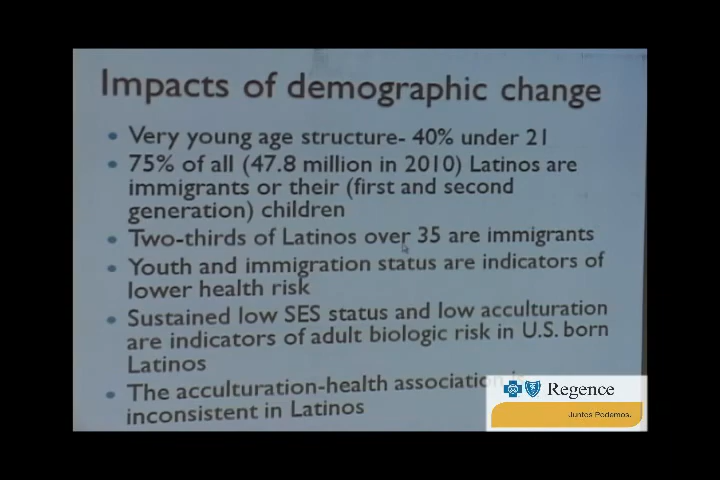 Impacts of demographic change
Very young age structure- 40% under 21
75% of all (47.8 million in 2010) Latinos are
immigrants or their (first and second
generation) children
Two-thirds of Latinos over 35 are immigrants
Youth and immigration status are indicators of
lower health risk
Sustained low SES status and low acculturation
are indicators of adult biologic risk in U.S. born
Latinos
The acculturation-health association
inconsistent in Latinos
Regence
Juntos Podemos.